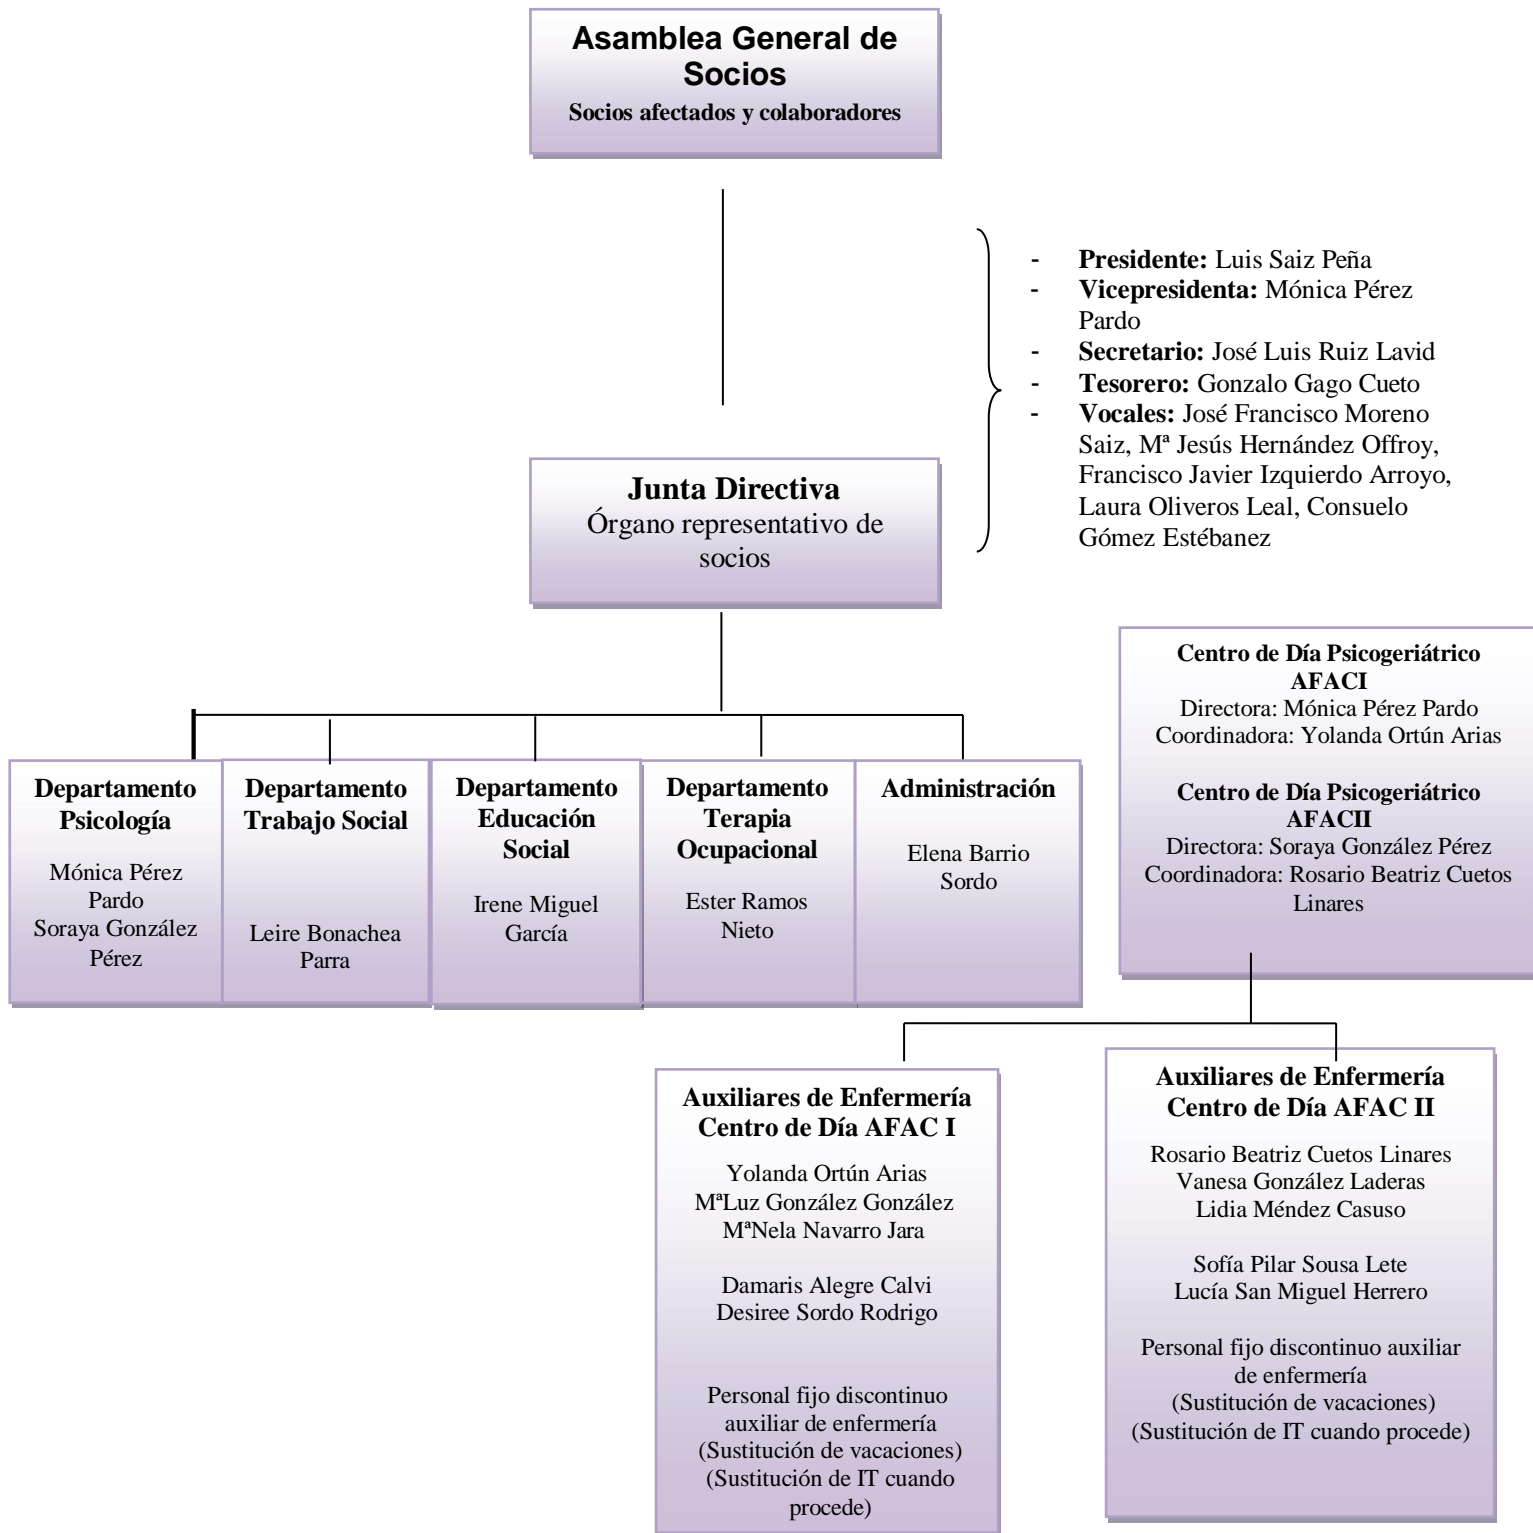 Asamblea General de
Socios
Socios afectados y colaboradores
- Presidente: Luis Saiz Peña
- Vicepresidenta: Mónica Pérez
Pardo
- Secretario: José Luis Ruiz Lavid
- Tesorero: Gonzalo Gago Cueto
- Vocales: José Francisco Moreno
Saiz, Mª Jesús Hernández Offroy,
Francisco Javier Izquierdo Arroyo,
Laura Oliveros Leal, Consuelo
Gómez Estébanez
Junta Directiva
Órgano representativo de
socios
Centro de Día Psicogeriátrico
AFACI
Directora: Mónica Pérez Pardo
Coordinadora: Yolanda Ortún Arias
Centro de Día Psicogeriátrico
AFACII
Directora: Soraya González Pérez
Coordinadora: Rosario Beatriz Cuetos
Linares
Departamento
Psicología
Mónica Pérez
Pardo
Soraya González
Pérez
Departamento
Trabajo Social
Leire Bonachea
Parra
Departamento
Educación
Social
Irene Miguel
García
Departamento
Terapia
Ocupacional
Ester Ramos
Nieto
Administración
Elena Barrio
Sordo
Auxiliares de Enfermería
Centro de Día AFAC I
Yolanda Ortún Arias
MªLuz González González
MªNela Navarro Jara
Damaris Alegre Calvi
Desiree Sordo Rodrigo
Personal fijo discontinuo
auxiliar de enfermería
(Sustitución de vacaciones)
(Sustitución de IT cuando
procede)
Auxiliares de Enfermería
Centro de Día AFAC II
Rosario Beatriz Cuetos Linares
Vanesa González Laderas
Lidia Méndez Casuso
Sofía Pilar Sousa Lete
Lucía San Miguel Herrero
Personal fijo discontinuo auxiliar
de enfermería
(Sustitución de vacaciones)
(Sustitución de IT cuando procede)